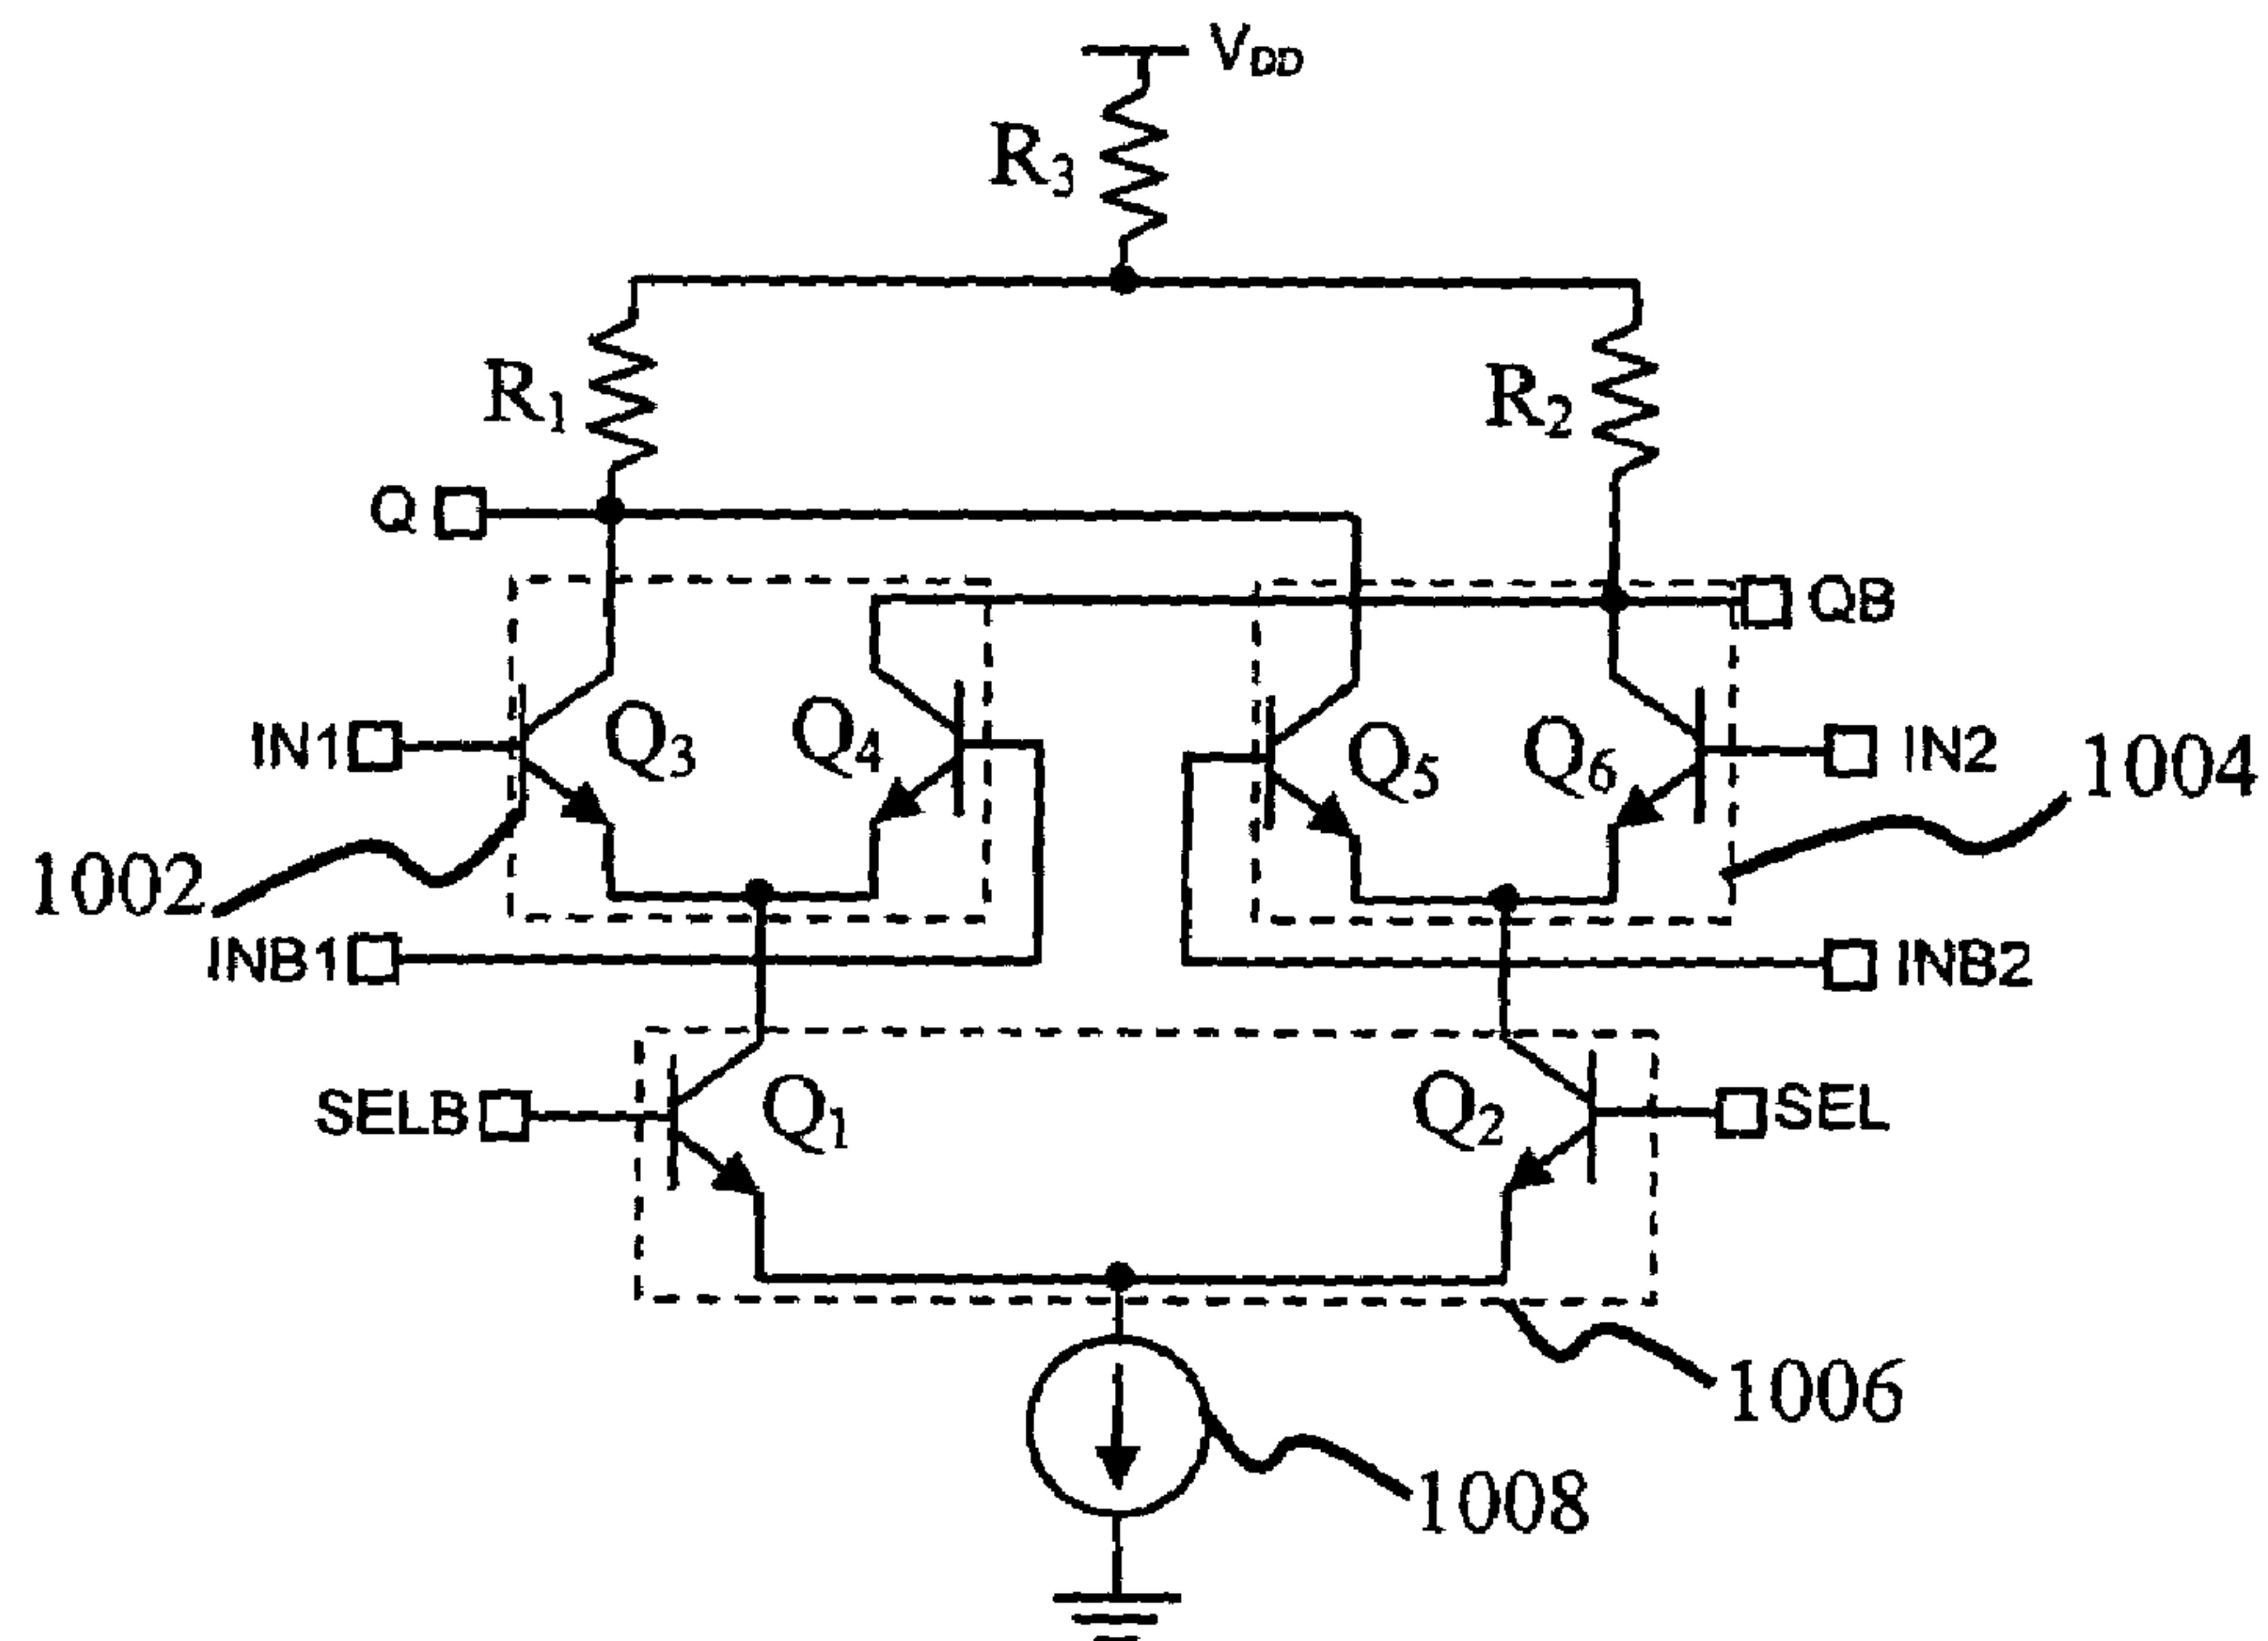 VDD
R3
R1
R2
Q
QB
IN1
Q3
Q4
Q5
Q6
IN2
1004
1002
INB1
INB2
SELB
Q1
Q2
SEL
1006
1008